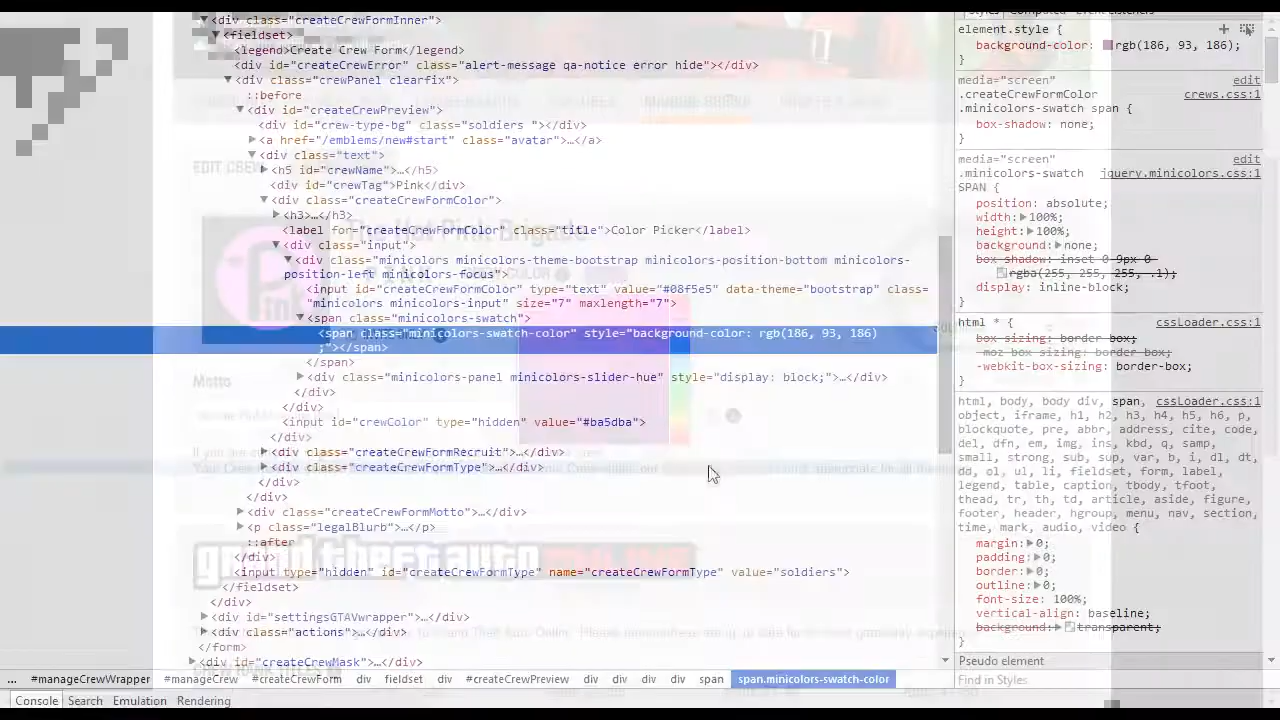 ▼<div class="createCrewFormInner">
▼<fieldset>
<legend>Create Crew Form</legend>
<div id="createCrewError" class="alert-message qa-notice error hide"></div>
▼<div class="createCrewPanel clearfix">
::before
▼<div id="createCrewPreview">
<div id="crew-type-bg" class="soldiers "></div>
▶<a href="/emblems/new#start" class="avatar">…</a>
▼<div class="text">
▶<h5 id="crewName">…</h5>
<div id="crewTag">Pink</div>
▼<div class="createCrewFormColor">
▶<h3>…</h3>
<label for="createCrewFormColor" class="title">Color Picker</label>
▼<div class="input">
▼<div class="minicolors minicolors-theme-bootstrap minicolors-position-bottom minicolors-
position-left minicolors-focus">
<input id="createCrewFormColor" type="text" value="#08f5e5" data-theme="bootstrap" class=
"minicolors minicolors-input" size="7" maxlength="7">
▼<span class="minicolors-swatch">
<span class="minicolors-swatch-color" style="background-color: rgb(186, 93, 186)
;"></span>
</span>
▶<div class="minicolors-panel minicolors-slider-hue" style="display: block;">…</div>
</div>
</div>
<input id="crewColor" type="hidden" value="#ba5dba">
</div>
▶<div class="createCrewFormRecruit">…</div>
▶<div class="createCrewFormType">…</div>
</div>
</div>
▶<div class="createCrewFormMotto">…</div>
▶<p class="legalBlurb">…</p>
::after
</div>
<input type="hidden" id="createCrewFormType" name="createCrewFormType" value="soldiers">
</fieldset>
</div>
▶<div id="settingsGTAVwrapper">…</div>
▶<div class="actions">…</div>
</form>
▶<div id="createCrewMask">…</div>
... #manageCrewWrapper #manageCrew #createCrewForm div fieldset div #createCrewPreview div div div div span span.minicolors-swatch-color
Console Search Emulation Rendering
EDIT CREW
The Hot Pink Brigade
Motto
grand theft auto
Styles Computed Event Listeners
element.style {
background-color: rgb(186, 93, 186);
}
media="screen" edit
.createCrewFormColor crews.css:1
.minicolors-swatch span {
box-shadow: none;
}
media="screen" edit
.minicolors-swatch jquery.minicolors.css:1
SPAN {
position: absolute;
width:▶100%;
height:▶100%;
background:▶none;
box-shadow: inset 0 9px 0
rgba(255, 255, 255, .1);
display: inline-block;
}
html * { cssLoader.css:1
box-sizing: border-box;
-moz-box-sizing: border-box;
-webkit-box-sizing: border-box;
}
html, body, body div, span, cssLoader.css:1
object, iframe, h1, h2, h3, h4, h5, h6, p,
blockquote, pre, abbr, address, cite, code,
del, dfn, em, img, ins, kbd, q, samp,
small, strong, sub, sup, var, b, i, dl, dt,
dd, ol, ul, li, fieldset, form, label,
legend, table, caption, tbody, tfoot,
thead, tr, th, td, article, aside, figure,
footer, header, hgroup, menu, nav, section,
time, mark, audio, video {
margin:▶0;
padding:▶0;
border:▶0;
outline:▶0;
font-size: 100%;
vertical-align: baseline;
background:▶transparent;
}
Pseudo element
Find in Styles